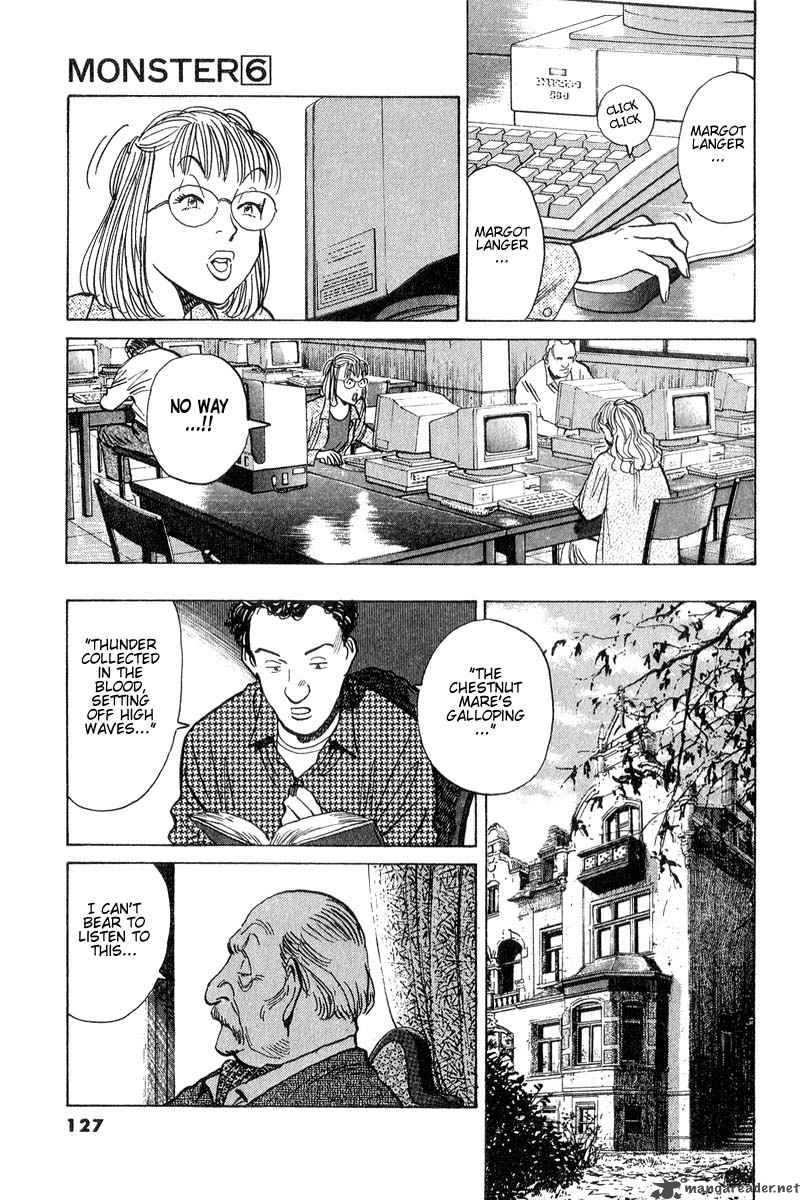 MONSTER 6
CLICK
CLICK
MARGOT
LANGER
...
MARGOT
LANGER
...
NO WAY
...!!
"THE
CHESTNUT
MARE'S
GALLOPING
..."
"THUNDER
COLLECTED
IN THE
BLOOD,
SETTING
OFF HIGH
WAVES..."
I CAN'T
BEAR TO
LISTEN TO
THIS...
127
mangareader.net